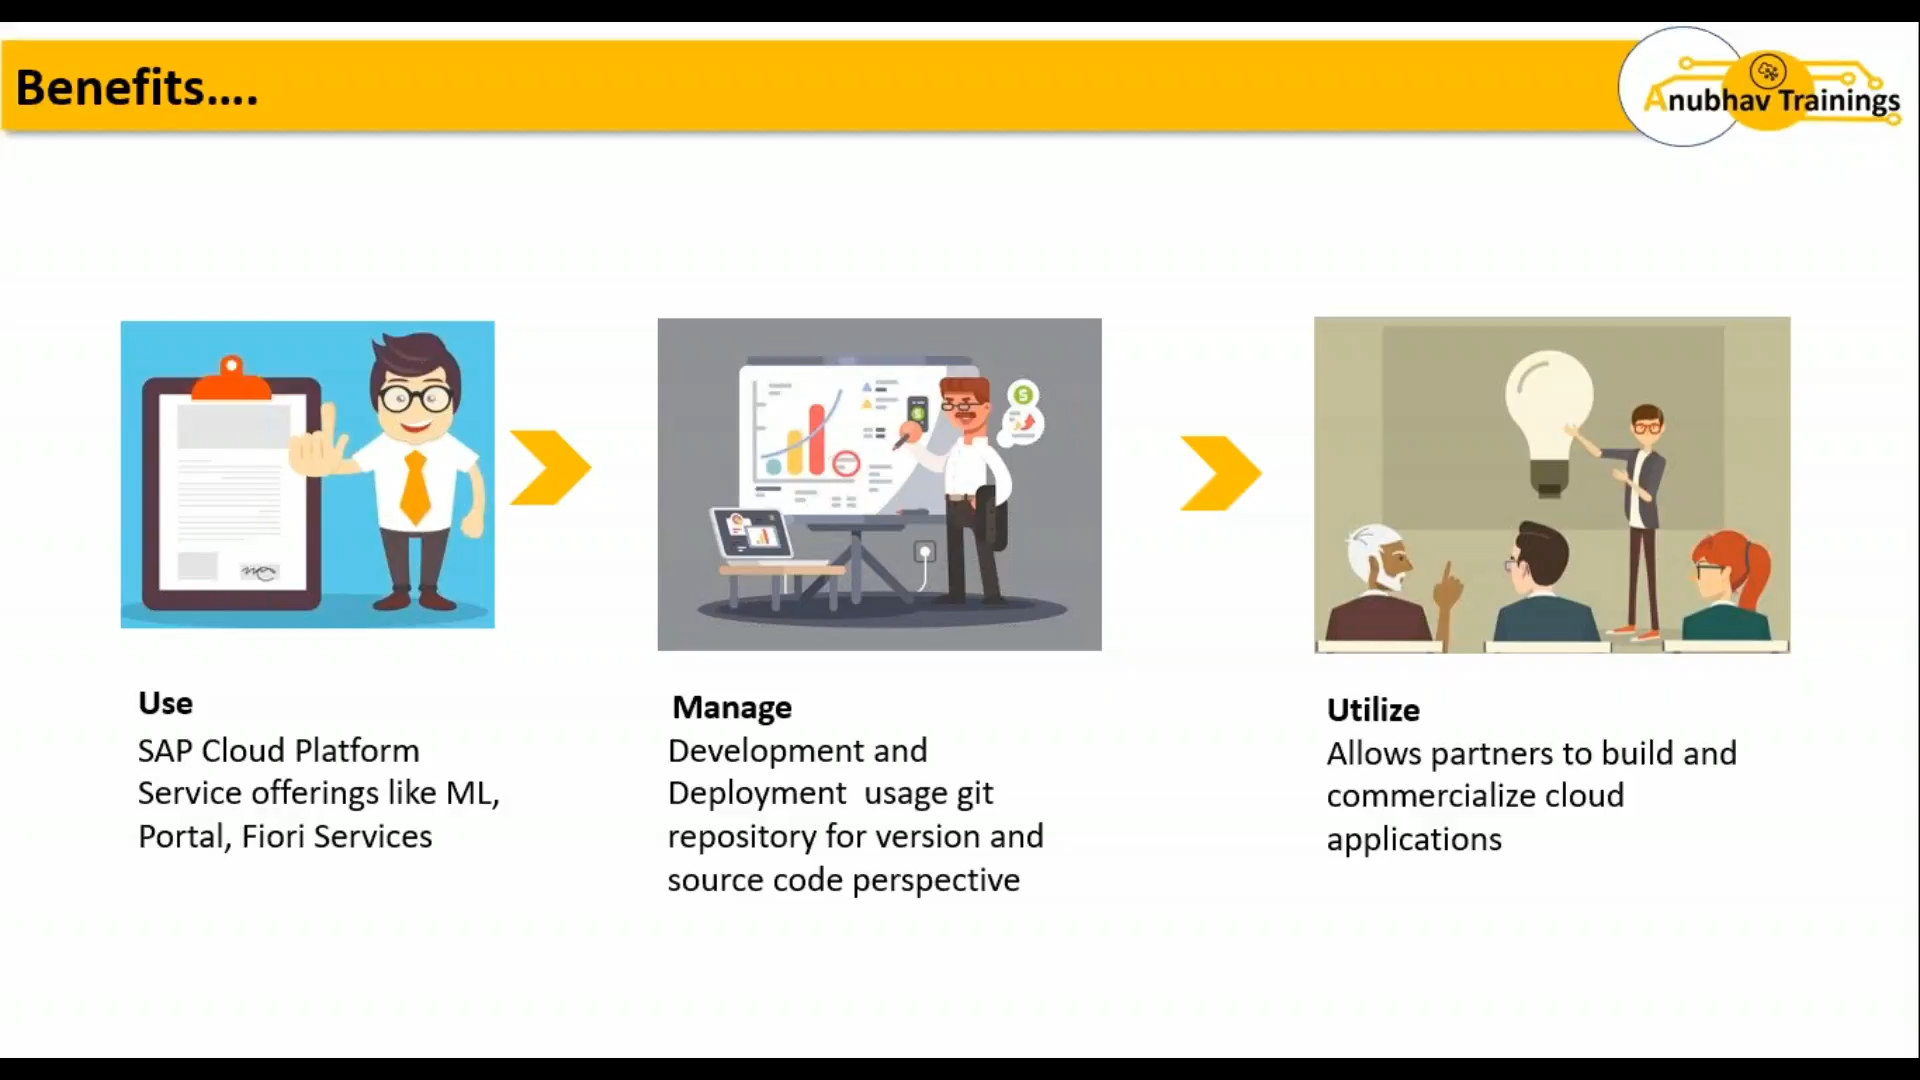 Benefits....
Anubhav Trainings
Use
SAP Cloud Platform
Service offerings like ML,
Portal, Fiori Services
Manage
Development and
Deployment  usage git
repository for version and
source code perspective
Utilize
Allows partners to build and
commercialize cloud
applications